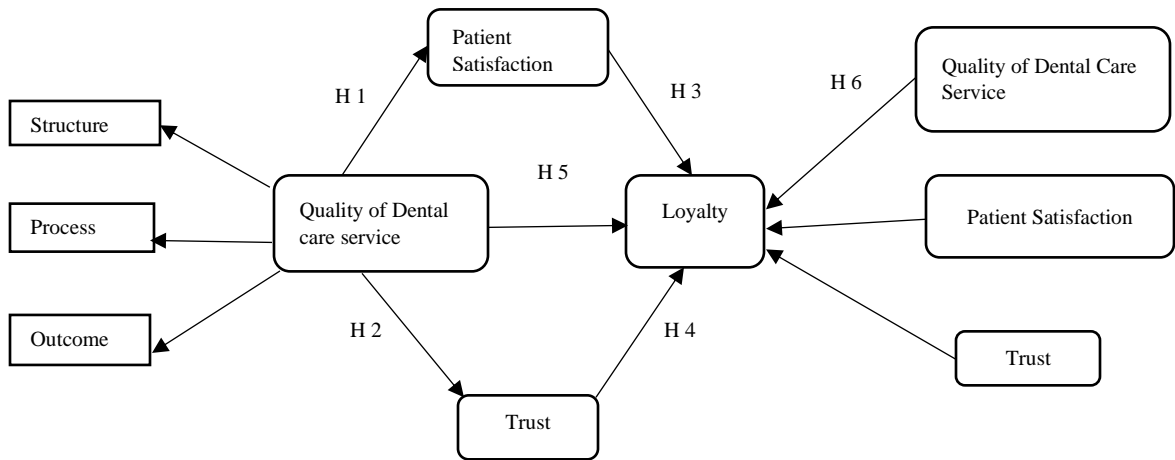 Patient
Satisfaction
Quality of Dental Care
Service
H 6
H 3
H 1
Structure
H 5
Quality of Dental
care service
Loyalty
Process
Patient Satisfaction
Outcome
H 2
H 4
Trust
Trust